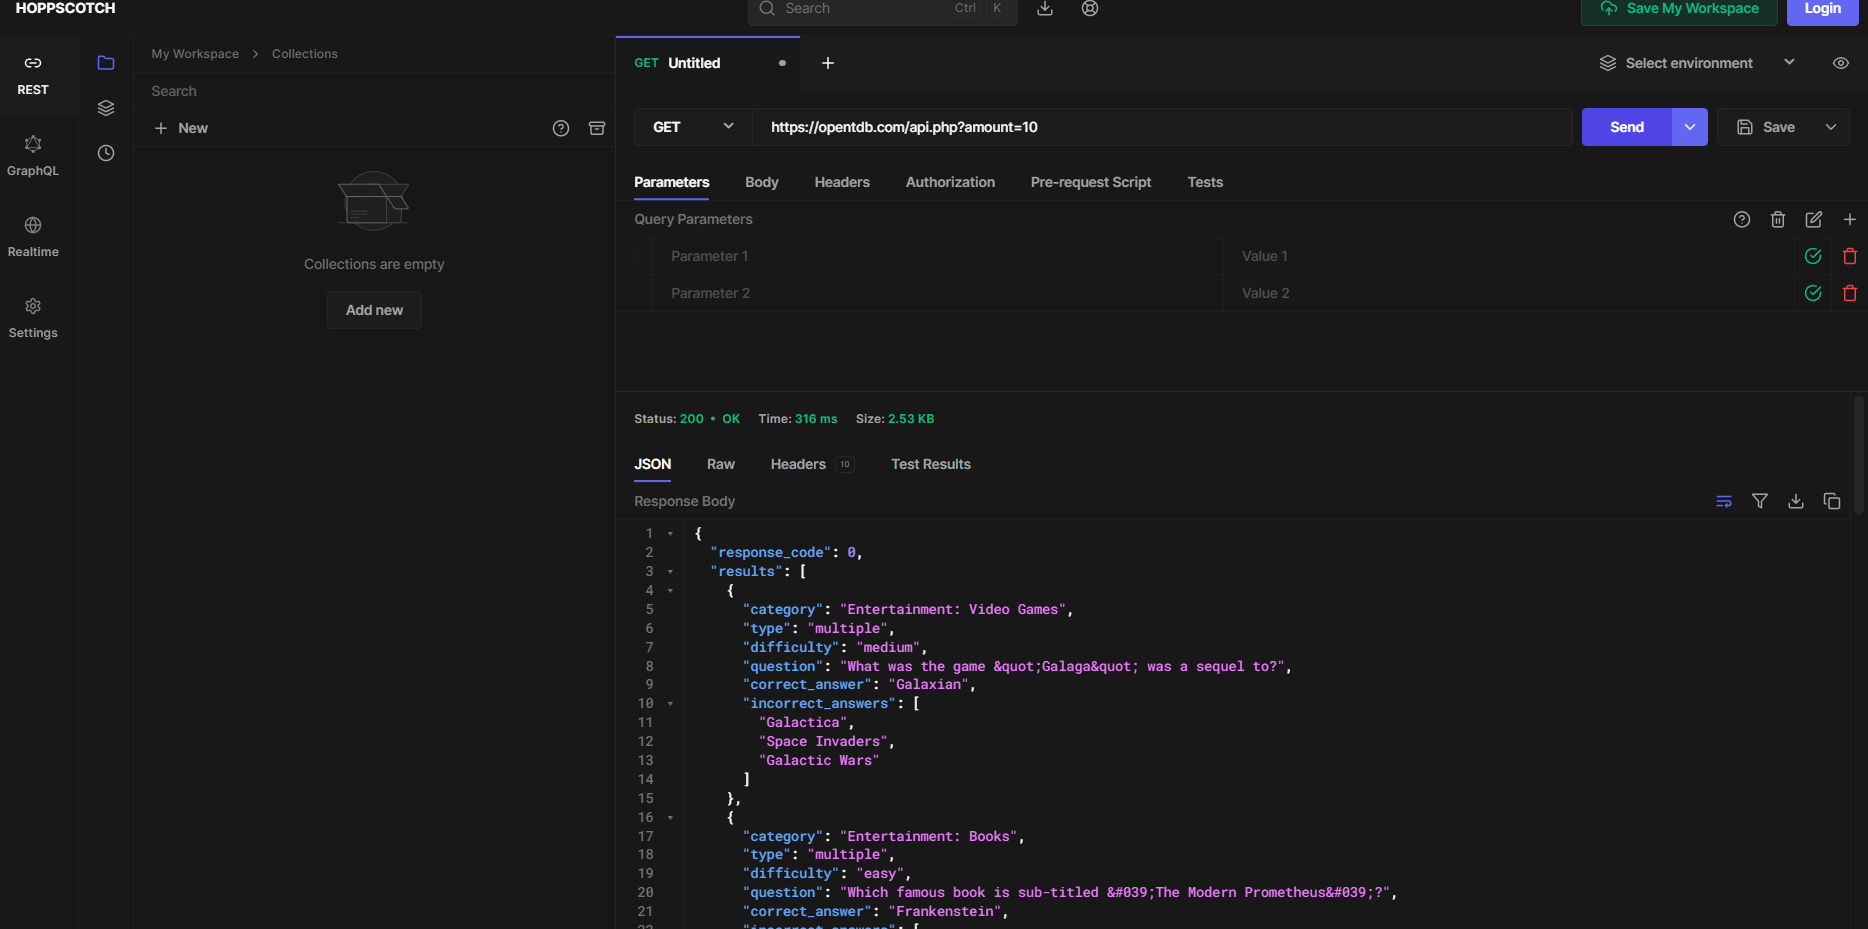 HOPPSCOTCH
Search Ctrl K
Save My Workspace
Login
REST
GraphQL
Realtime
Settings
My Workspace > Collections
Search
+ New
Collections are empty
Add new
GET Untitled
Select environment
GET
https://opentdb.com/api.php?amount=10
Send
Save
Parameters Body Headers Authorization Pre-request Script Tests
Query Parameters
Parameter 1 Value 1
Parameter 2 Value 2
Status: 200 • OK Time: 316 ms Size: 2.53 KB
JSON Raw Headers 10 Test Results
Response Body
1 {
2 "response_code": 0,
3 "results": [
4 {
5 "category": "Entertainment: Video Games",
6 "type": "multiple",
7 "difficulty": "medium",
8 "question": "What was the game &quot;Galaga&quot; was a sequel to?",
9 "correct_answer": "Galaxian",
10 "incorrect_answers": [
11 "Galactica",
12 "Space Invaders",
13 "Galactic Wars"
14 ]
15 },
16 {
17 "category": "Entertainment: Books",
18 "type": "multiple",
19 "difficulty": "easy",
20 "question": "Which famous book is sub-titled &#039;The Modern Prometheus&#039;?",
21 "correct_answer": "Frankenstein",